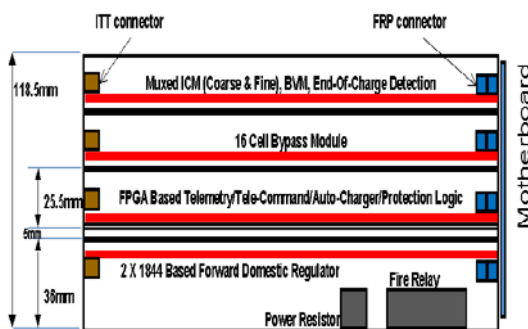 ITT connector FRP connector
118.5mm
Muxed ICM (Coarse & Fine), BVM, End-Of-Charge Detection
16 Cell Bypass Module
25.5mm
FPGA Based Telemetry/Tele-Command/Auto-Charger/Protection Logic
5mm
36mm
2 X 1844 Based Forward Domestic Regulator
Fire Relay
Power Resistor
Motherboard